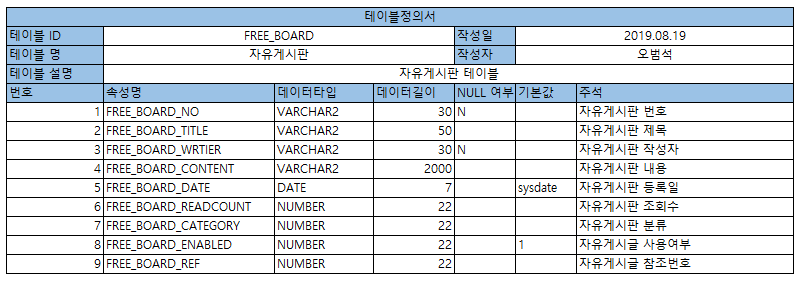 테이블정의서
테이블 ID FREE_BOARD 작성일 2019.08.19
테이블 명 자유게시판 작성자 오범석
테이블 설명 자유게시판 테이블
번호 속성명 데이터타입 데이터길이 NULL 여부 기본값 주석
1 FREE_BOARD_NO VARCHAR2 30 N 자유게시판 번호
2 FREE_BOARD_TITLE VARCHAR2 50 자유게시판 제목
3 FREE_BOARD_WRTIER VARCHAR2 30 N 자유게시판 작성자
4 FREE_BOARD_CONTENT VARCHAR2 2000 자유게시판 내용
5 FREE_BOARD_DATE DATE 7 sysdate 자유게시판 등록일
6 FREE_BOARD_READCOUNT NUMBER 22 자유게시판 조회수
7 FREE_BOARD_CATEGORY NUMBER 22 자유게시판 분류
8 FREE_BOARD_ENABLED NUMBER 22 1 자유게시글 사용여부
9 FREE_BOARD_REF NUMBER 22 자유게시글 참조번호